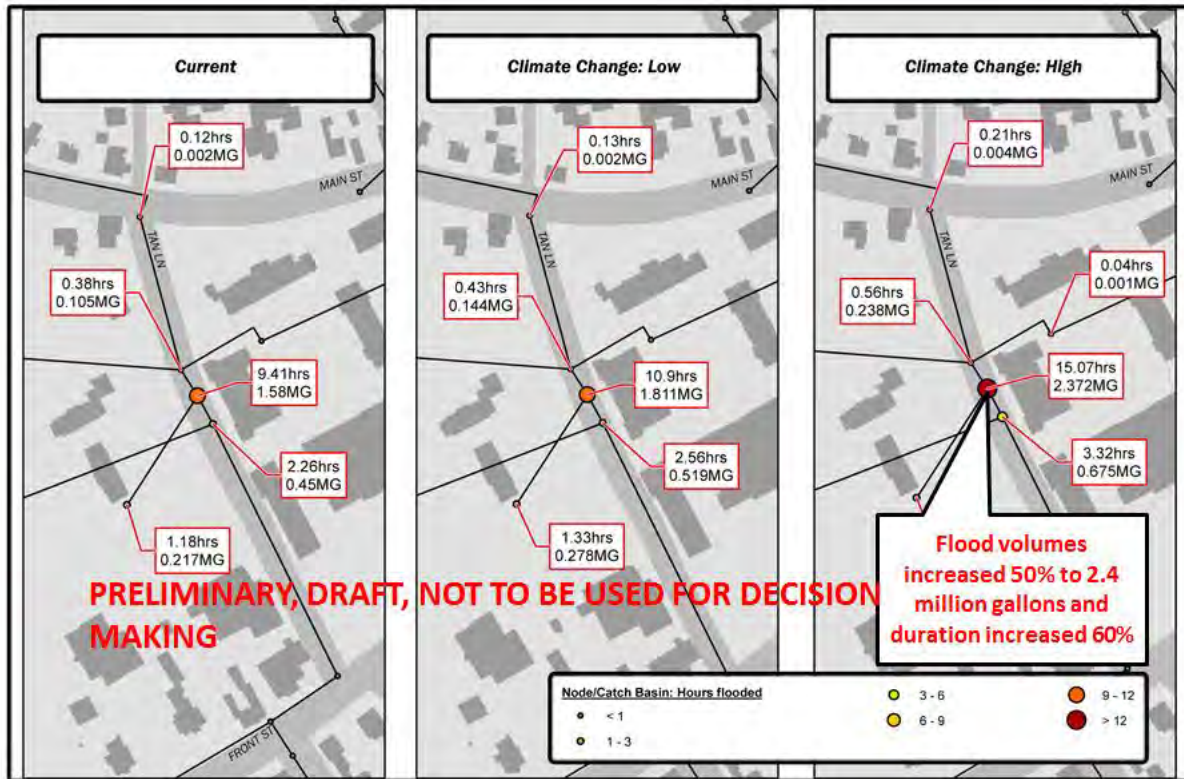 Current
0.12hrs
0.002MG
MAIN ST
TAN LN
0.38hrs
0.105MG
9.41hrs
1.58MG
2.26hrs
0.45MG
1.18hrs
0.217MG
FRONT ST
Climate Change: Low
0.13hrs
0.002MG
MAIN ST
TAN LN
0.43hrs
0.144MG
10.9hrs
1.811MG
2.56hrs
0.519MG
1.33hrs
0.278MG
Climate Change: High
0.21hrs
0.004MG
MAIN ST
TAN LN
0.04hrs
0.001MG
0.56hrs
0.238MG
15.07hrs
2.372MG
3.32hrs
0.675MG
Flood volumes
increased 50% to 2.4
million gallons and
duration increased 60%
PRELIMINARY, DRAFT, NOT TO BE USED FOR DECISION
MAKING
Node/Catch Basin: Hours flooded
< 1
1 - 3
3 - 6
6 - 9
9 - 12
> 12